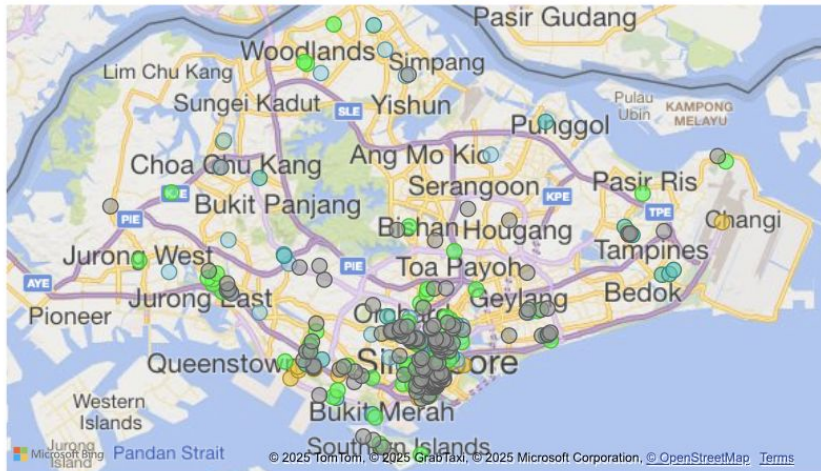 Pasir Gudang
Woodlands
Simpang
Lim Chu Kang
Sungei Kadut
Yishun
SLE
Pulau
Ubin
KAMPONG
MELAYU
Punggol
Ang Mo Kio
Choa Chu Kang
Serangoon
Pasir Ris
KPE
Bukit Panjang
TPE
Changi
PIE
Bishan
Hougang
Tampines
Jurong West
PIE
Toa Payoh
AYE
Jurong East
Geylang
Bedok
Pioneer
Queenstown
Singapore
Western
Islands
Bukit Merah
Jurong
Island
Microsoft Bing
Pandan Strait
Southern Islands
© 2025 TomTom, © 2025 GrabTaxi, © 2025 Microsoft Corporation, © OpenStreetMap Terms